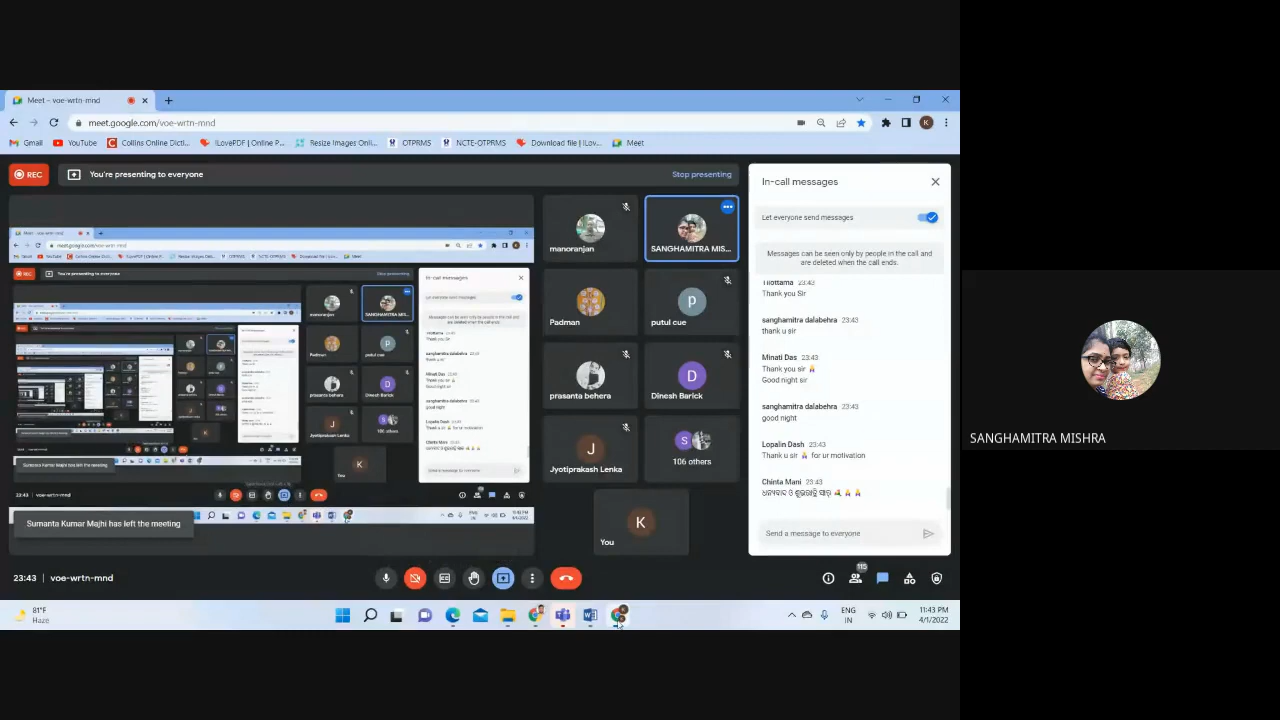 Meet – voe-wrtn-mnd
meet.google.com/voe-wrtn-mnd
K
Gmail
YouTube
Collins Online Dicti...
iLovePDF | Online P...
Resize Images Onli...
OTPRMS
NCTE-OTPRMS
Download file | iLov...
Meet
REC
You're presenting to everyone
Stop presenting
manoranjan
SANGHAMITRA MIS...
Padman
p
putul cue
prasanta behera
D
Dinesh Barick
J
Jyotiprakash Lenka
S
106 others
K
You
In-call messages
Let everyone send messages
Messages can be seen only by people in the call and
are deleted when the call ends.
Tilottama 23:43
Thank you Sir
sanghamitra dalabehra 23:43
thank u sir
Minati Das 23:43
Thank you sir 🙏
Good night sir
sanghamitra dalabehra 23:43
good night
Lopalin Dash 23:43
Thank u sir for ur motivation
Chinta Mani 23:43
ଧନ୍ୟବାଦ ଓ ଶୁଭରାତ୍ରି ସାର୍
Send a message to everyone
Sumanta Kumar Majhi has left the meeting
23:43 | voe-wrtn-mnd
115
81°F
Haze
ENG
IN
11:43 PM
4/1/2022
SANGHAMITRA MISHRA